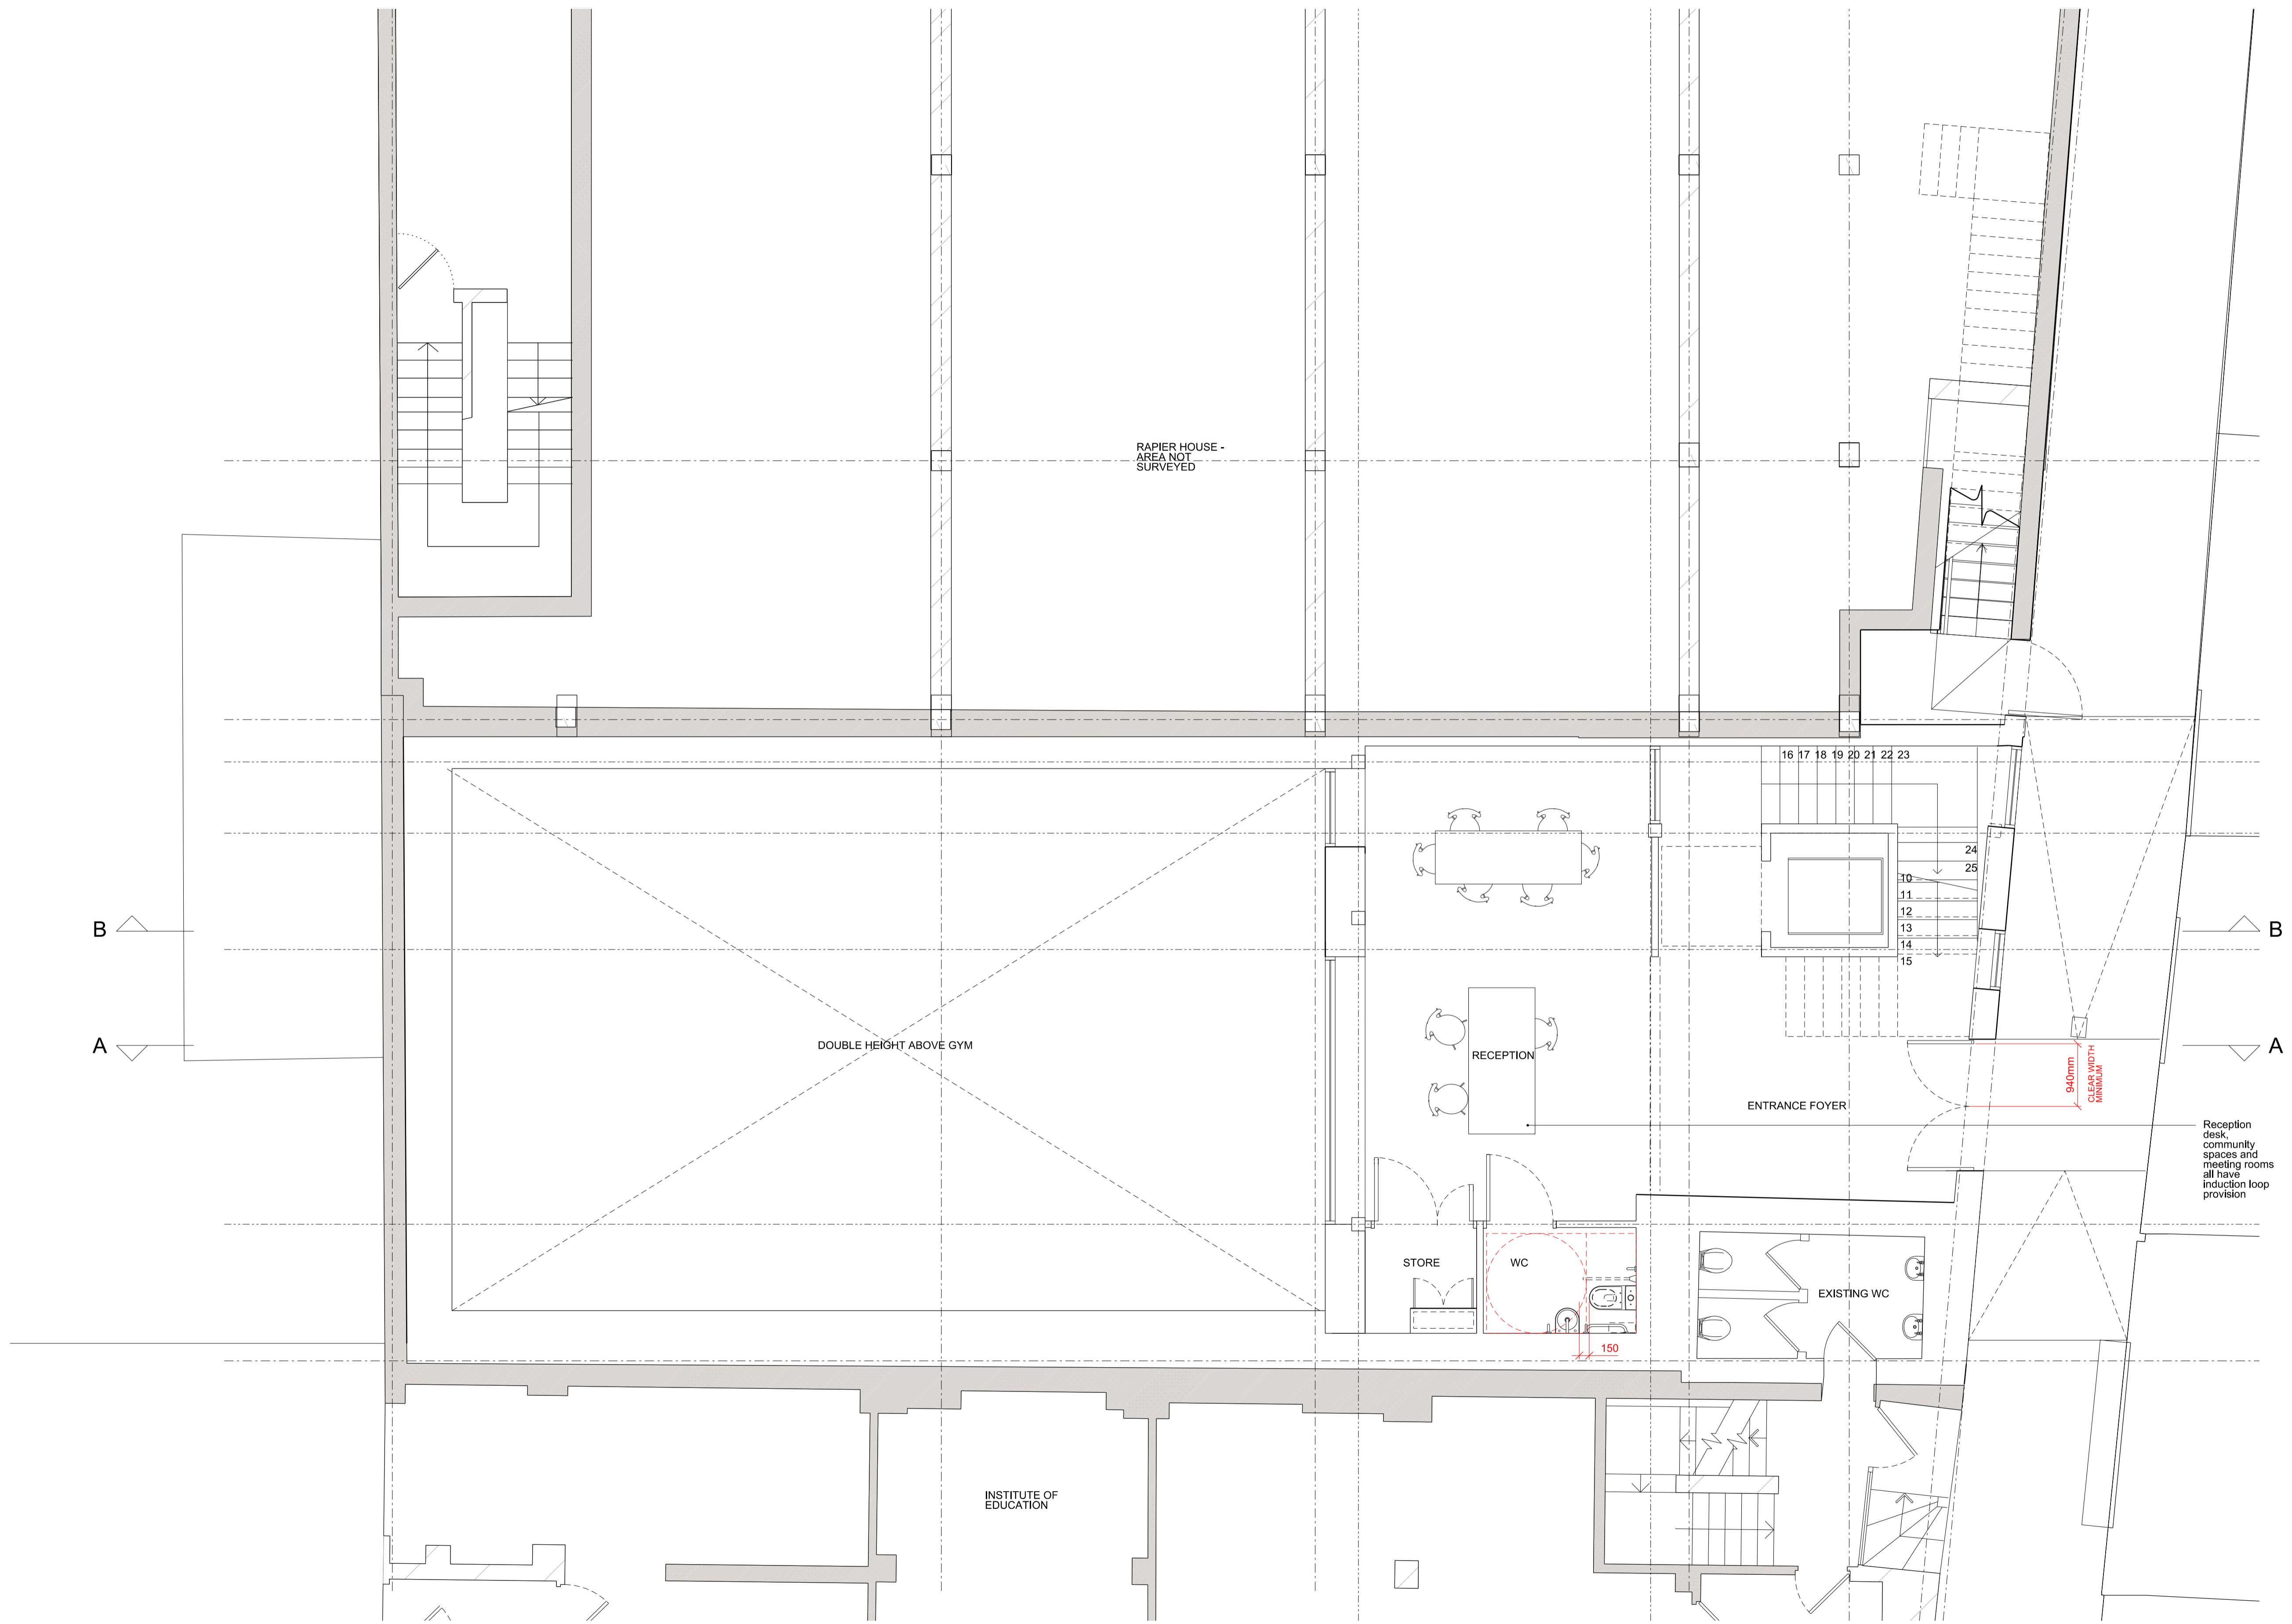 RAPIER HOUSE -
AREA NOT
SURVEYED
16 17 18 19 20 21 22 23
24
25
10
11
12
13
14
15
B
B
A
A
DOUBLE HEIGHT ABOVE GYM
RECEPTION
940mm
CLEAR WIDTH
MINIMUM
ENTRANCE FOYER
Reception
desk,
community
spaces and
meeting rooms
all have
induction loop
provision
STORE
WC
EXISTING WC
150
INSTITUTE OF
EDUCATION